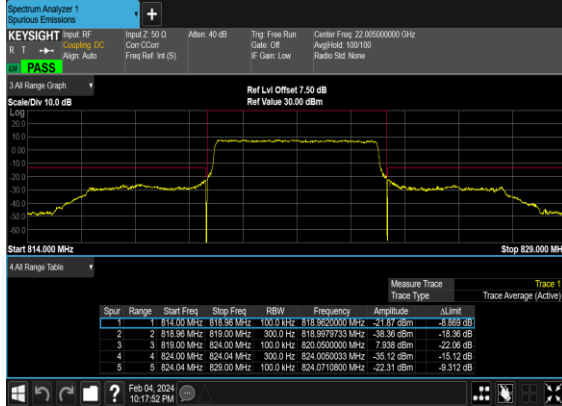 Spectrum Analyzer 1
Spurious Emissions
+
KEYSIGHT Input: RF Input Z: 50 Ω Atten: 40 dB Trig: Free Run Center Freq: 22.005000000 GHz
R T Coupling: DC Corr CCorr Gate: Off Avg|Hold: 100/100
Align: Auto Freq Ref: Int (S) IF Gain: Low Radio Std: None
PASS
3 All Range Graph
Ref Lvl Offset 7.50 dB
Scale/Div 10.0 dB Ref Value 30.00 dBm
Log
20.0
10.0
0.00
-10.0
-20.0
-30.0
-40.0
-50.0
-60.0
Start 814.000 MHz Stop 829.000 MH
4 All Range Table
Measure Trace Trace 1
Trace Type Trace Average (Active)
Spur Range Start Freq Stop Freq RBW Frequency Amplitude ΔLimit
1 1 814.00 MHz 818.96 MHz 100.0 kHz 818.9620000 MHz -21.87 dBm -8.869 dB
2 2 818.96 MHz 819.00 MHz 300.0 Hz 818.9979733 MHz -38.36 dBm -18.36 dB
3 3 819.00 MHz 824.00 MHz 100.0 kHz 820.0500000 MHz 7.938 dBm -22.06 dB
4 4 824.00 MHz 824.04 MHz 300.0 Hz 824.0050033 MHz -35.12 dBm -15.12 dB
5 5 824.04 MHz 829.00 MHz 100.0 kHz 824.0710800 MHz -22.31 dBm -9.312 dB
? Feb 04, 2024
10:17:52 PM